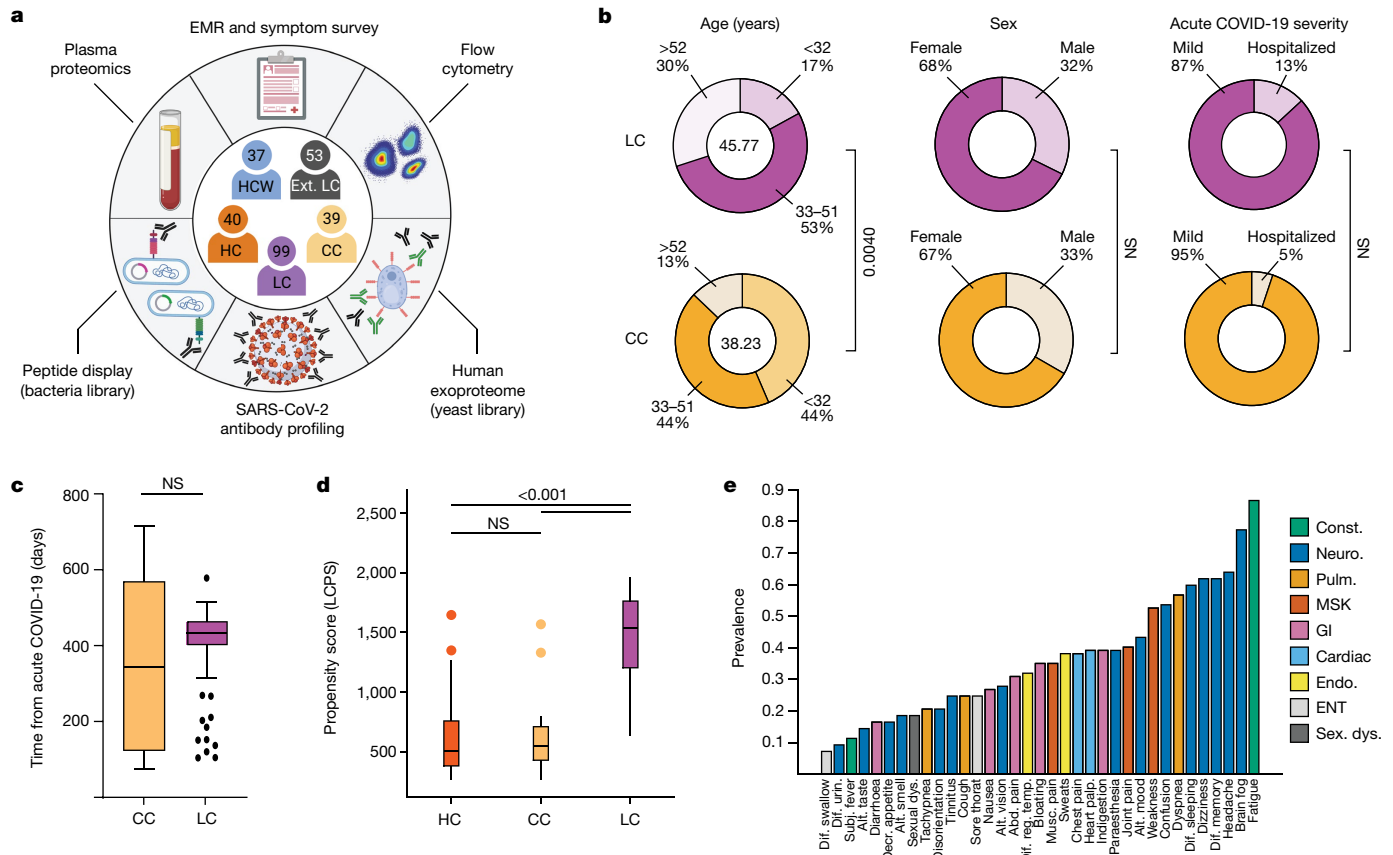 a
EMR and symptom survey
Plasma
proteomics
Flow
cytometry
37
HCW
53
Ext. LC
40
HC
39
CC
99
LC
Peptide display
(bacteria library)
SARS-CoV-2
antibody profiling
Human
exoproteome
(yeast library)
b
Age (years)
Sex
Acute COVID-19 severity
LC
>52
30%
<32
17%
45.77
33–51
53%
Female
68%
Male
32%
Mild
87%
Hospitalized
13%
CC
>52
13%
38.23
33–51
44%
<32
44%
0.0040
Female
67%
Male
33%
NS
Mild
95%
Hospitalized
5%
NS
c
Time from acute COVID-19 (days)
800
600
400
200
NS
CC
LC
d
Propensity score (LCPS)
2,500
2,000
1,500
1,000
500
<0.001
NS
HC
CC
LC
e
Prevalence
0.9
0.8
0.7
0.6
0.5
0.4
0.3
0.2
0.1
Dif. swallow
Dif. urin.
Subj. fever
Alt. taste
Diarrhoea
Decr. appetite
Alt. smell
Sexual dys.
Tachypnea
Disorientation
Tinnitus
Cough
Sore thorat
Nausea
Alt. vision
Abd. pain
Dif. reg. temp.
Bloating
Musc. pain
Sweats
Chest pain
Heart palp.
Indigestion
Paraesthesia
Joint pain
Alt. mood
Weakness
Confusion
Dyspnea
Dif. sleeping
Dizziness
Dif. memory
Headache
Brain fog
Fatigue
Const.
Neuro.
Pulm.
MSK
GI
Cardiac
Endo.
ENT
Sex. dys.